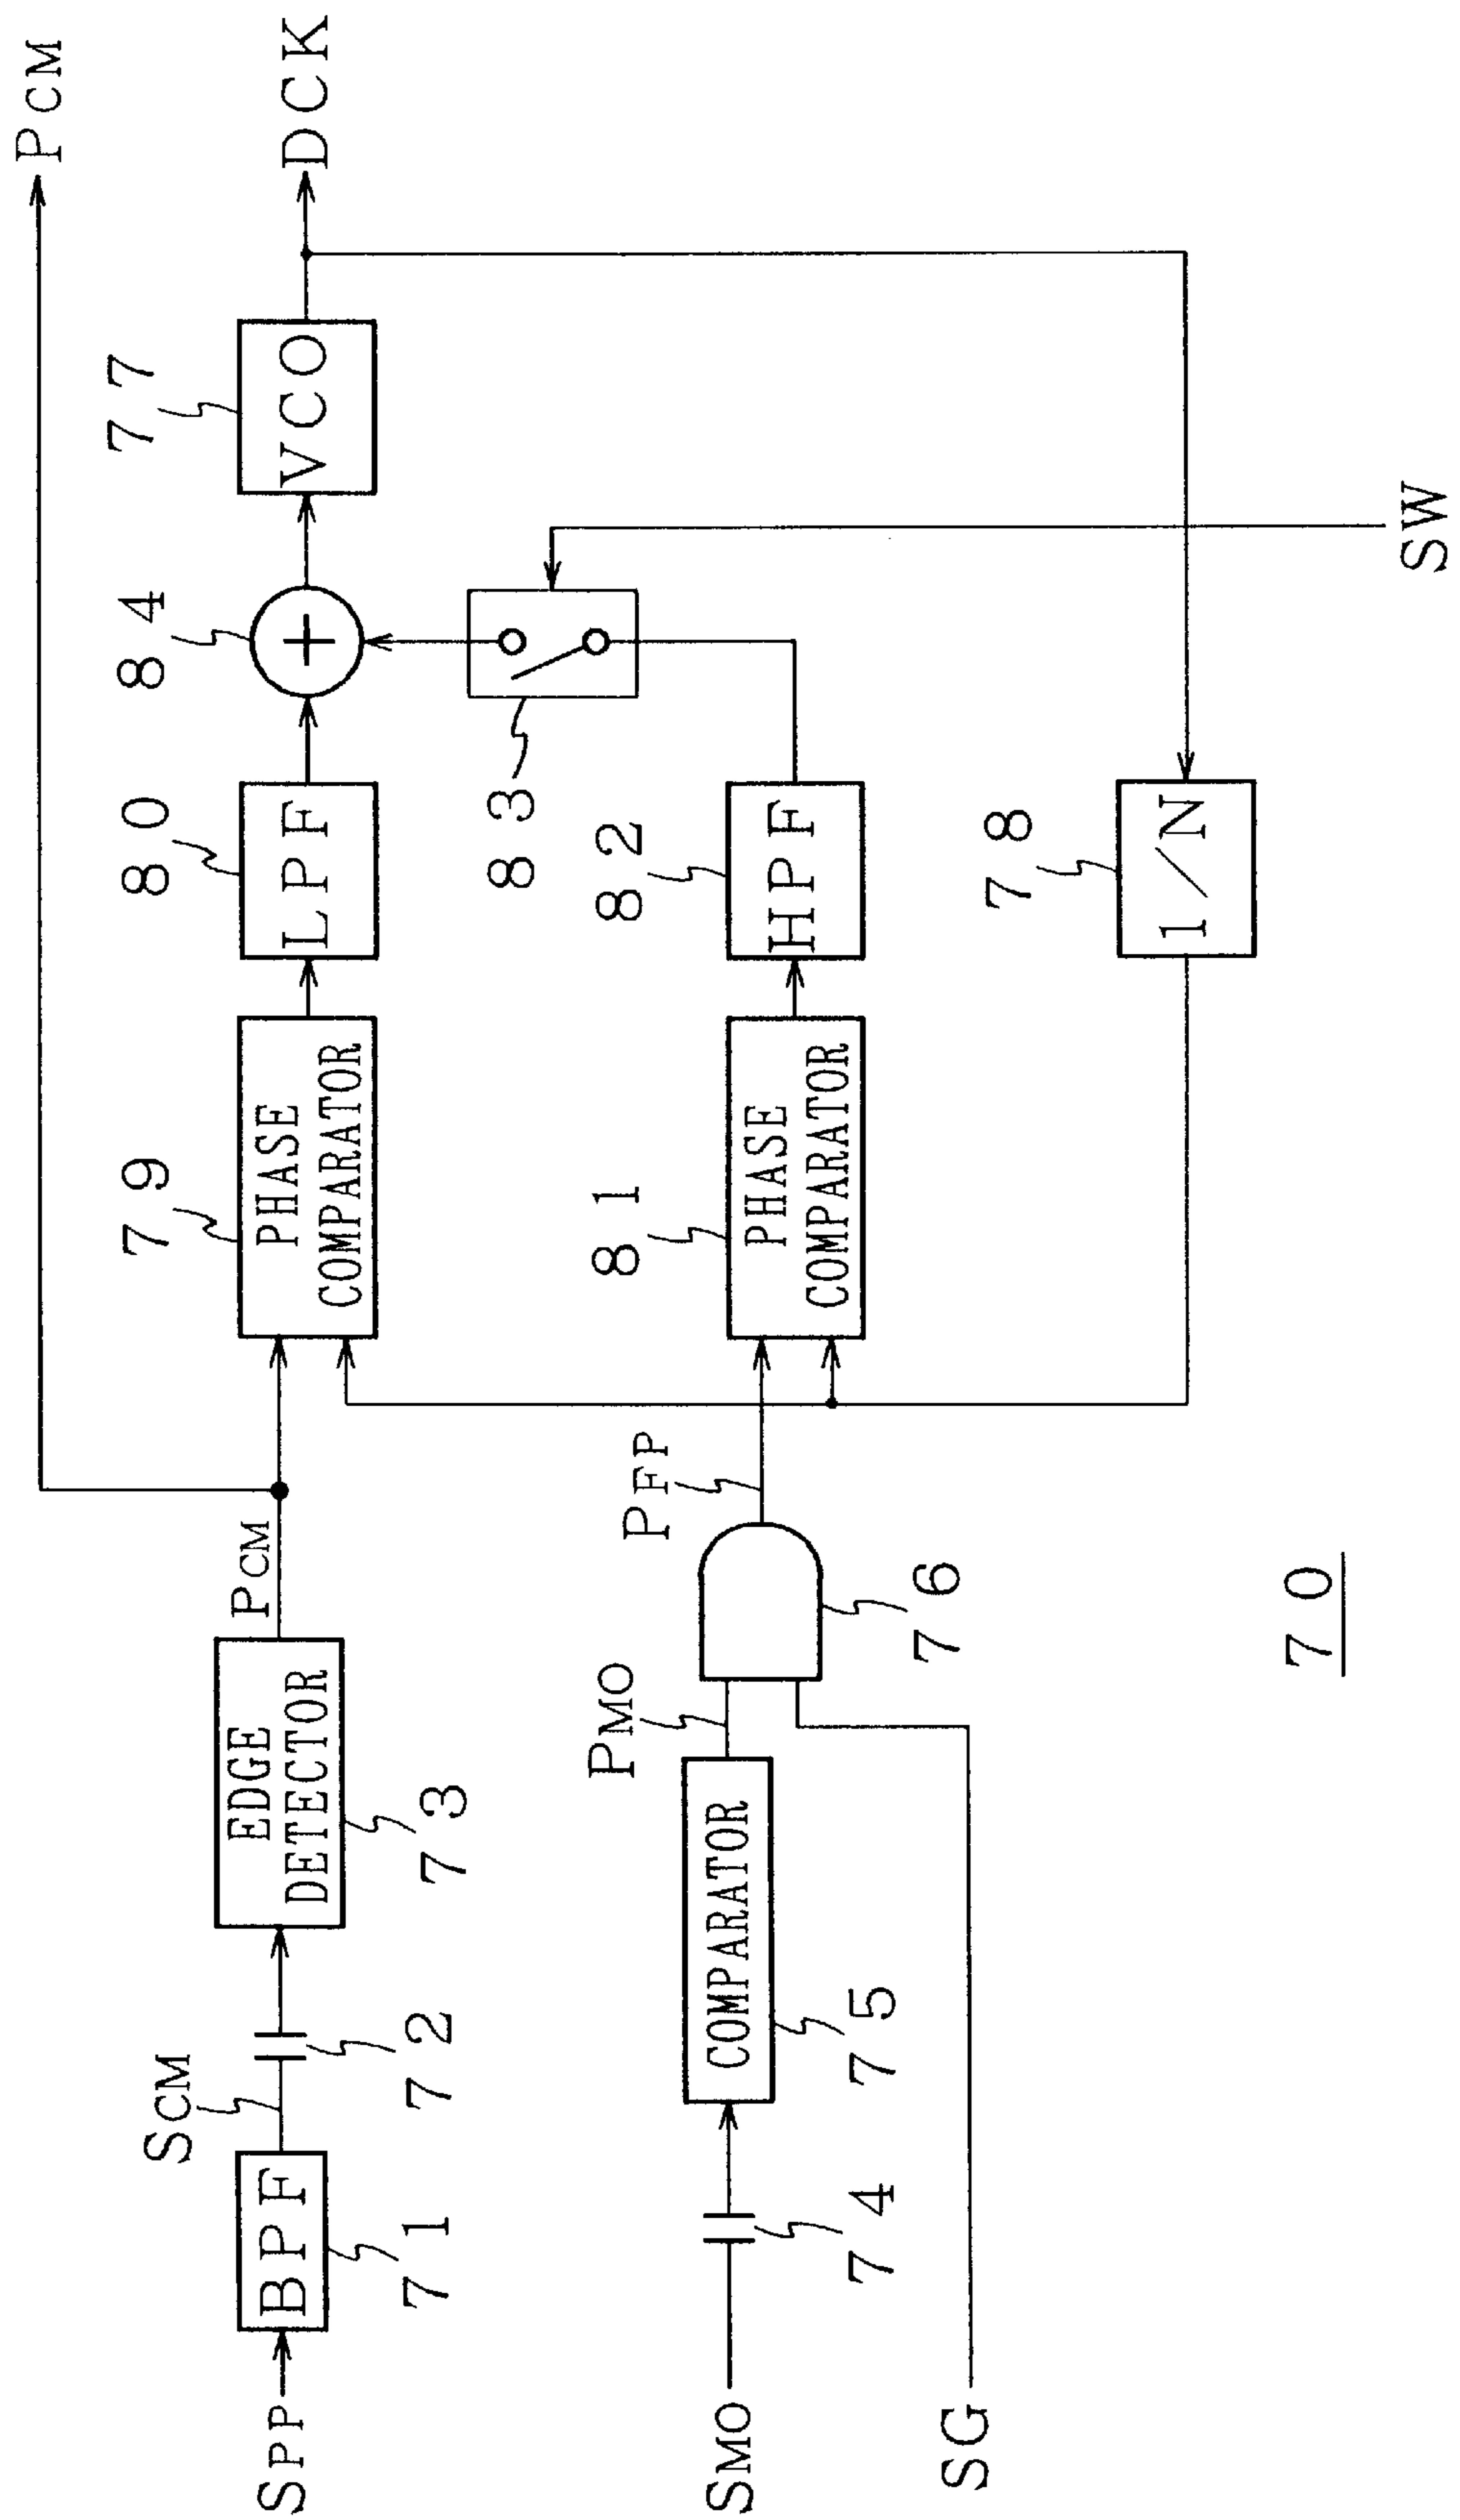 PCM
DCK
77
VCO
84
SW
80
LPF
83
82
HPF
78
1/N
79
PHASE
COMPARATOR
81
PHASE
COMPARATOR
PCM
PFP
EDGE
DETECTOR
73
PMO
76
70
SCM
72
COMPARATOR
75
BPF
71
74
SPP
SMO
SG